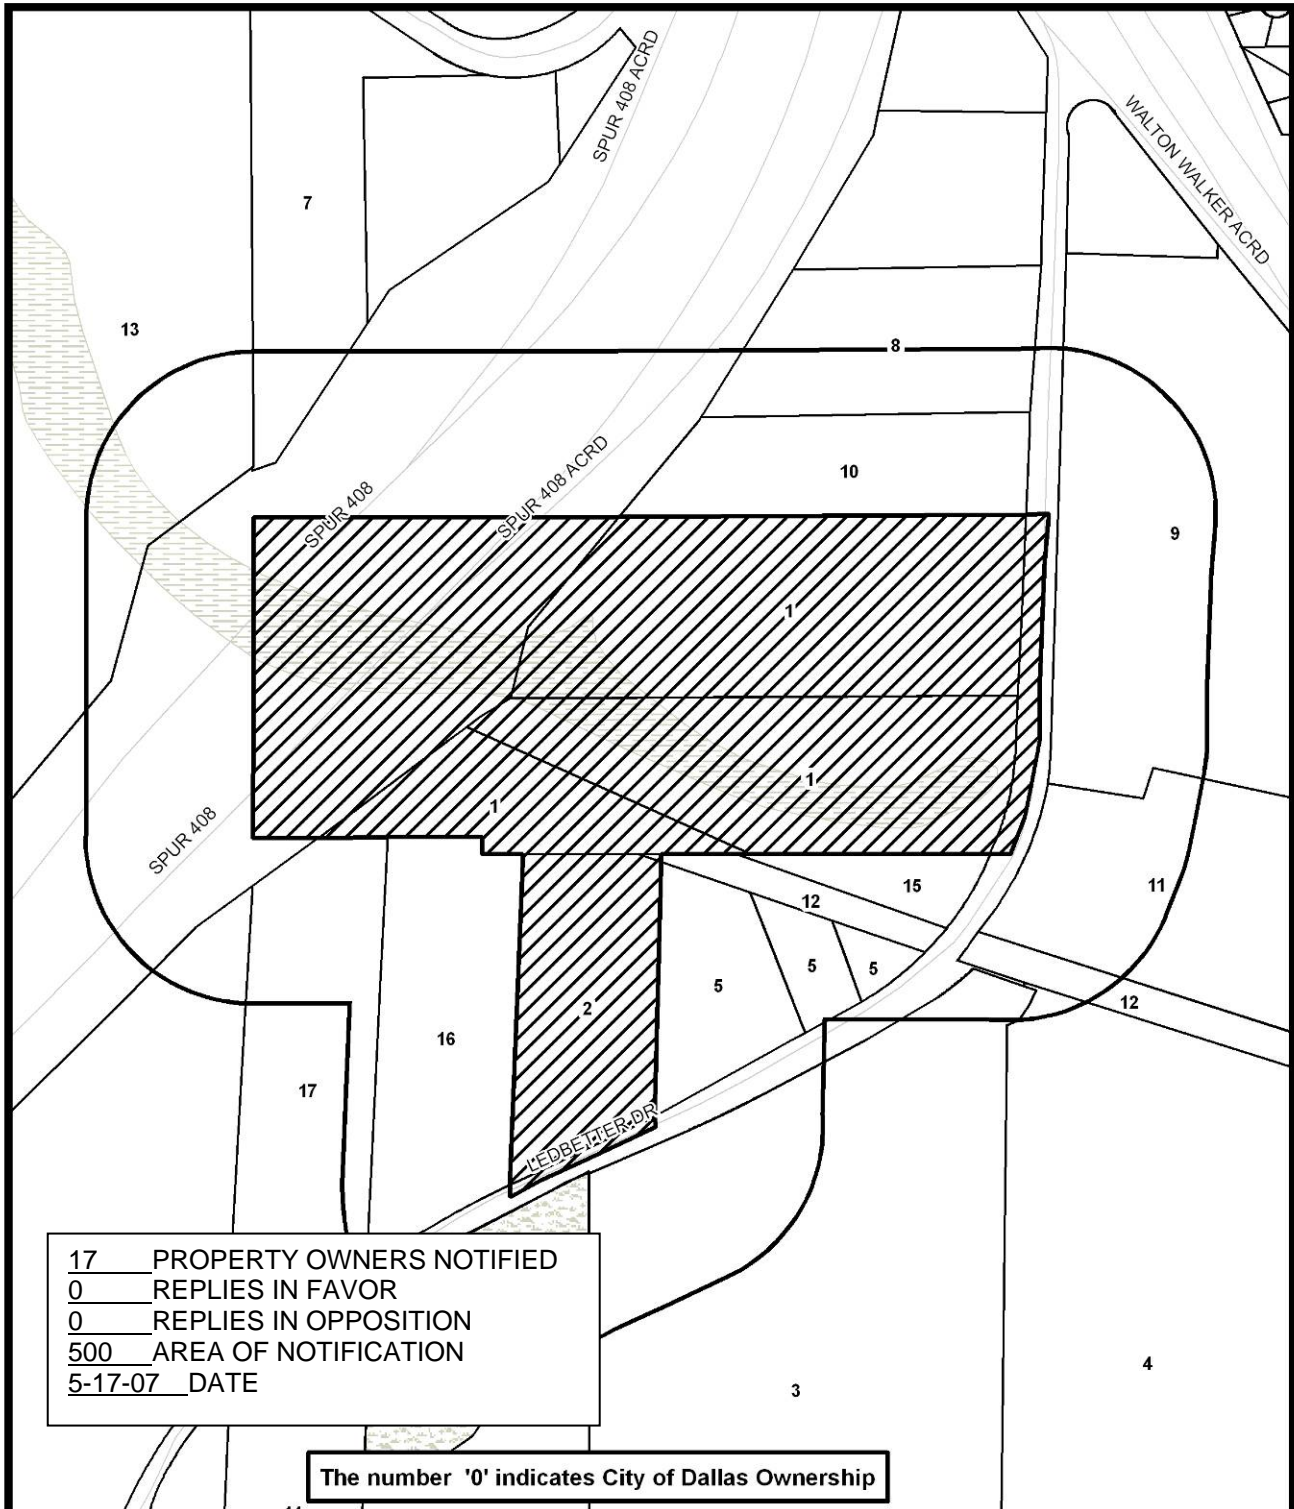 SPUR 408 ACRD
WALTON WALKER ACRD
7
13
8
SPUR 408
SPUR 408 ACRD
10
9
1
1
1
SPUR 408
15
12
11
5
5
5
12
2
16
17
LEDBETTER DR
17 PROPERTY OWNERS NOTIFIED
0 REPLIES IN FAVOR
0 REPLIES IN OPPOSITION
500 AREA OF NOTIFICATION
5-17-07 DATE
4
3
The number '0' indicates City of Dallas Ownership